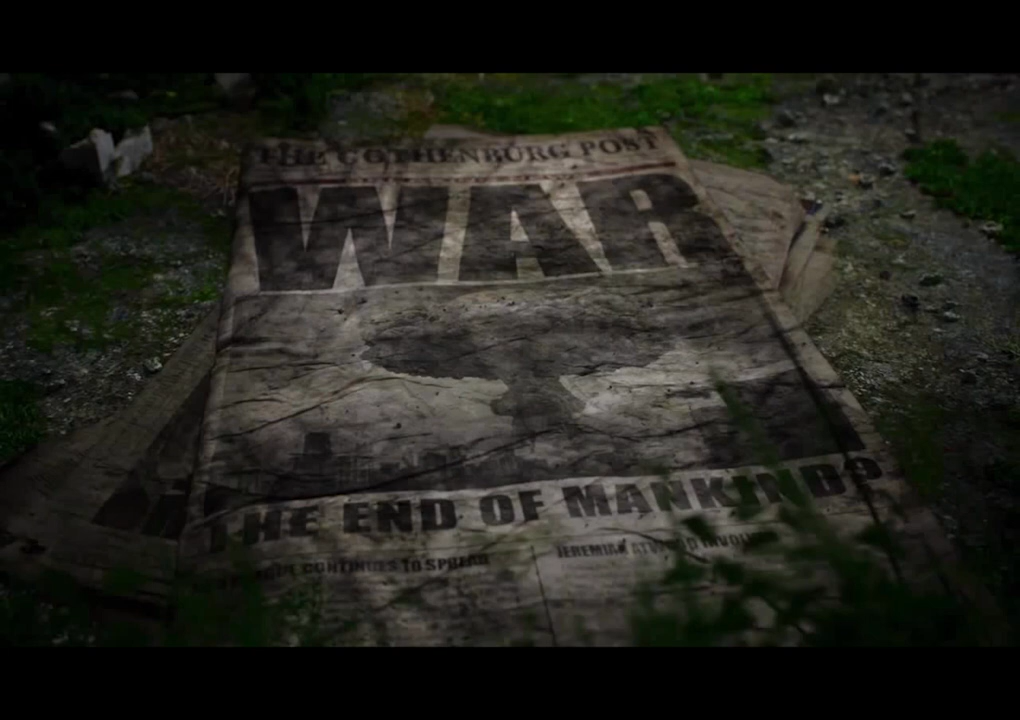 THE GOTHENBURG POST
WAR
THE END OF MANKIND?
CONTINUES TO SPREAD
JEREMIAH